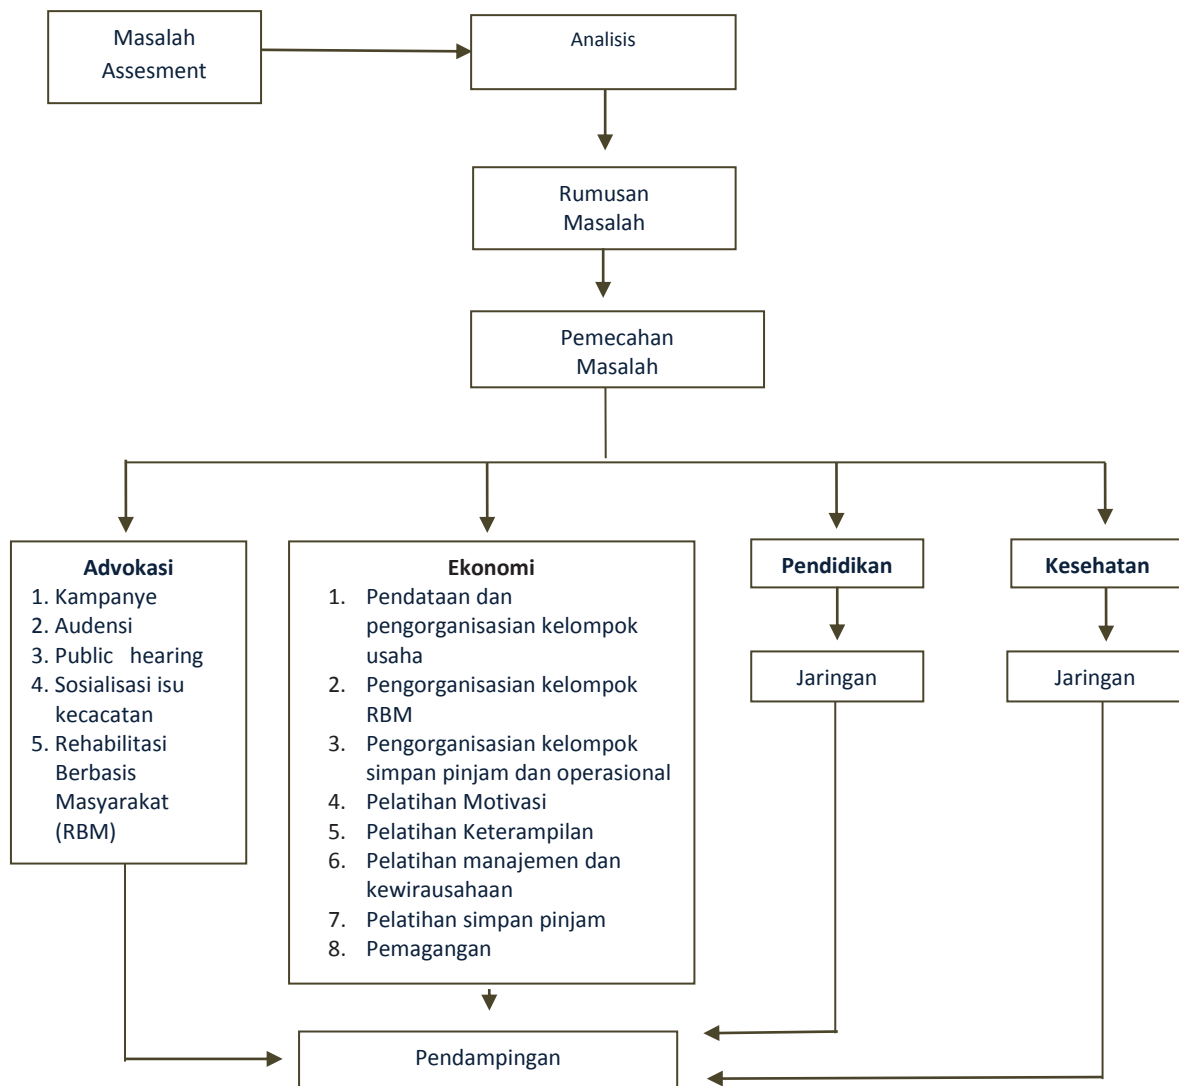 Masalah
Assesment
Analisis
Rumusan
Masalah
Pemecahan
Masalah
Advokasi
1. Kampanye
2. Audensi
3. Public hearing
4. Sosialisasi isu
kecacatan
5. Rehabilitasi
Berbasis
Masyarakat
(RBM)
Ekonomi
1. Pendataan dan
pengorganisasian kelompok
usaha
2. Pengorganisasian kelompok
RBM
3. Pengorganisasian kelompok
simpan pinjam dan operasional
4. Pelatihan Motivasi
5. Pelatihan Keterampilan
6. Pelatihan manajemen dan
kewirausahaan
7. Pelatihan simpan pinjam
8. Pemagangan
Pendidikan
Jaringan
Kesehatan
Jaringan
Pendampingan